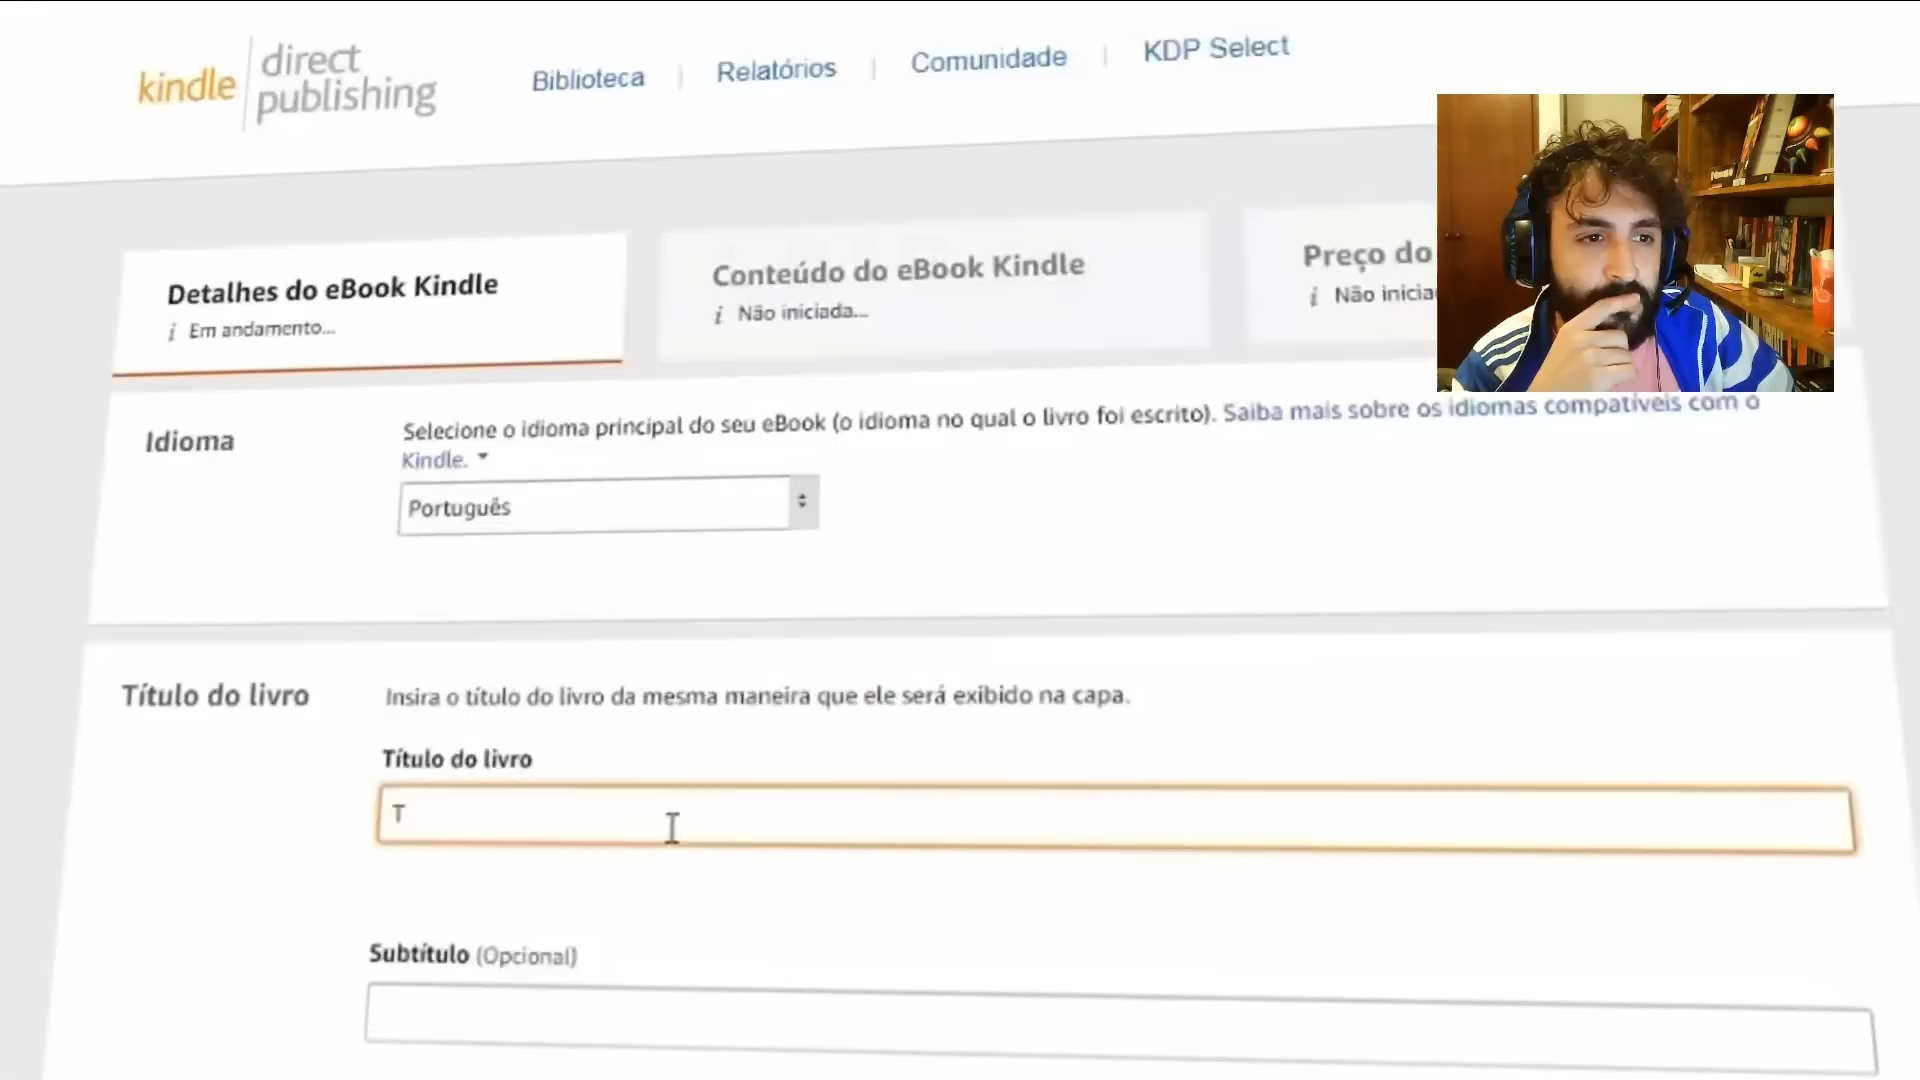 kindle direct publishing
Biblioteca | Relatórios | Comunidade | KDP Select
Detalhes do eBook Kindle
i Em andamento...
Conteúdo do eBook Kindle
i Não iniciada...
Preço do
i Não inicia
Idioma
Selecione o idioma principal do seu eBook (o idioma no qual o livro foi escrito). Saiba mais sobre os idiomas compatíveis com o
Kindle.
Português
Título do livro
Insira o título do livro da mesma maneira que ele será exibido na capa.
Título do livro
T
Subtítulo (Opcional)